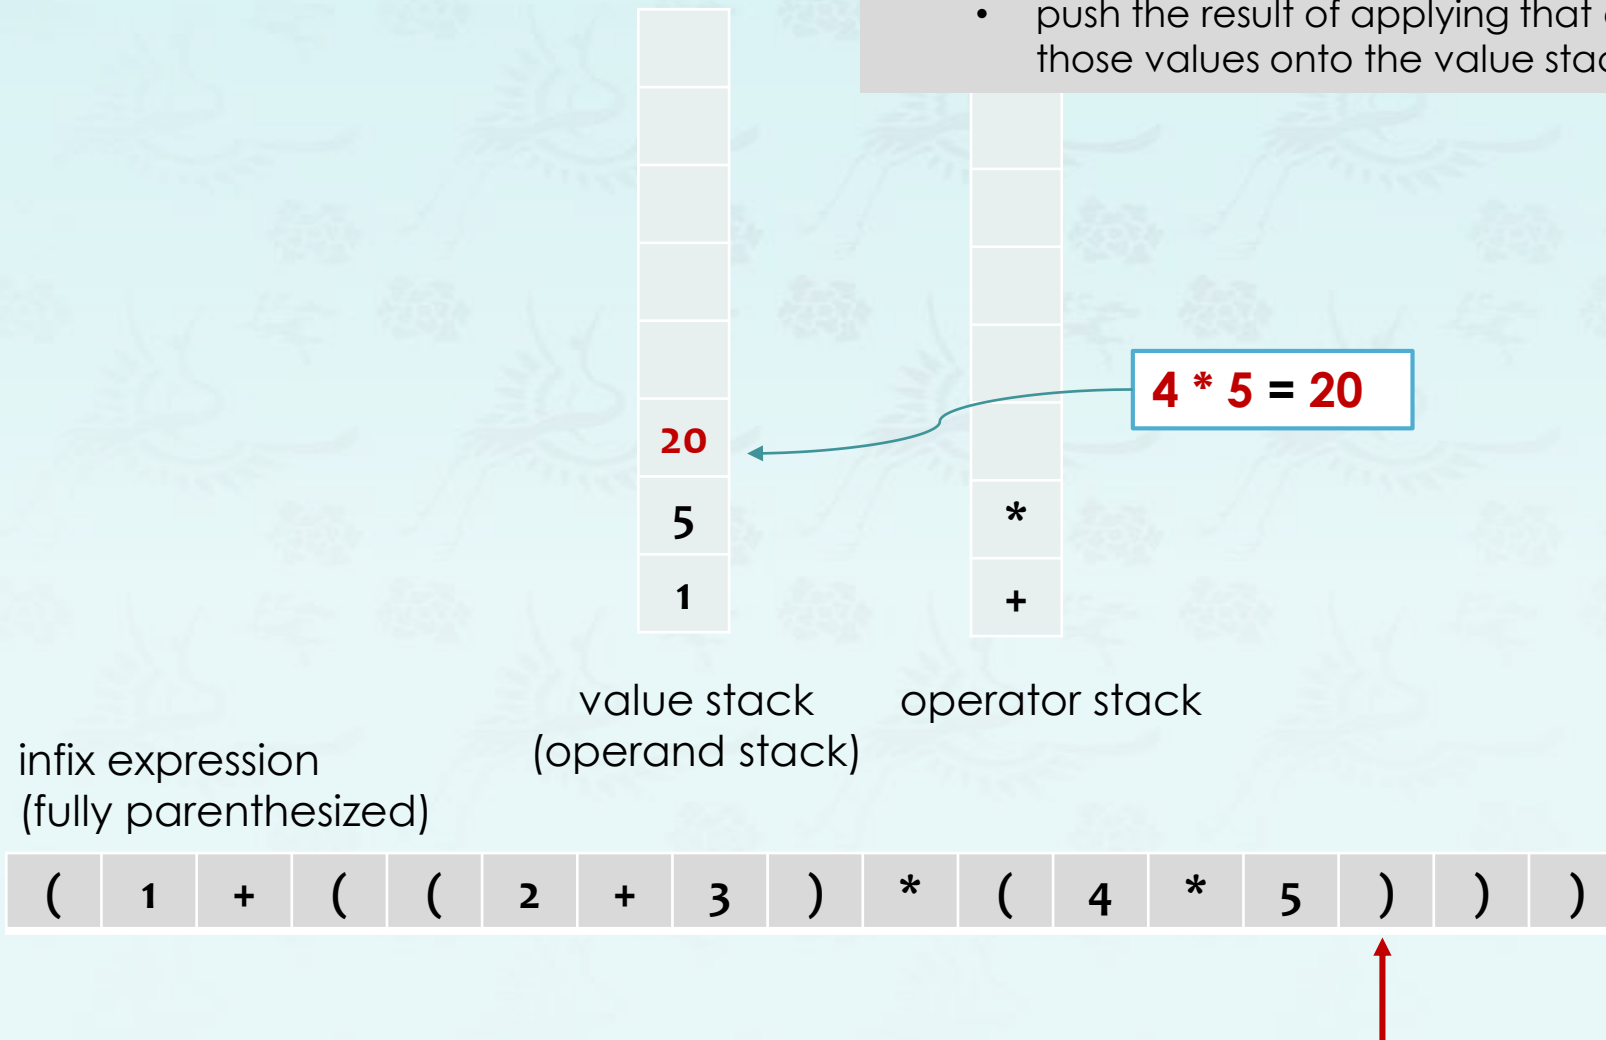 • push the result of applying that
those values onto the value
4 * 5 = 20
20
5
1
*
+
value stack
(operand stack)
operator stack
infix expression
(fully parenthesized)
( 1 + ( ( 2 + 3 ) * ( 4 * 5 ) ) )